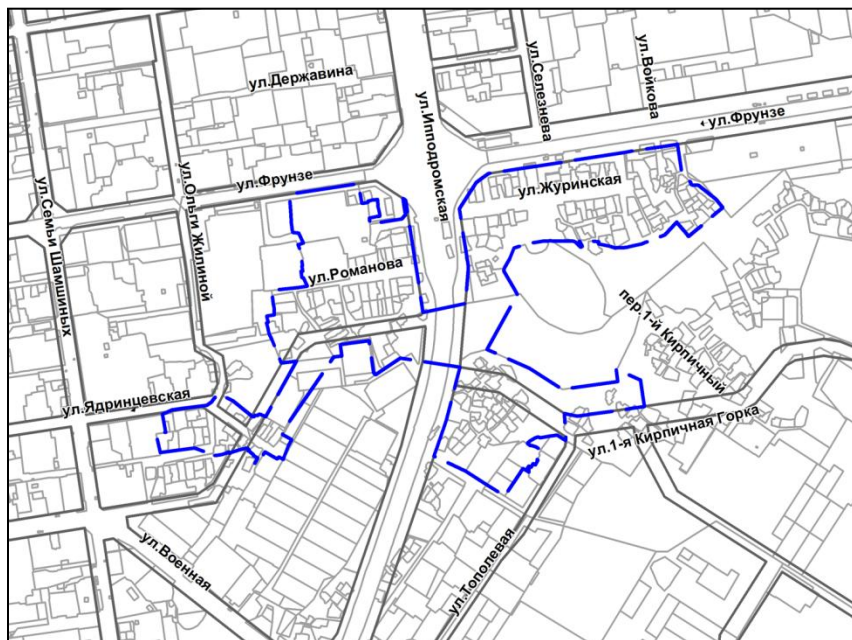 ул.Державина
ул.Селезнева
ул.Войкова
ул.Фрунзе
ул.Ипподромская
ул.Фрунзе
ул.Журинская
ул.Семьи Шамшиных
ул.Ольги Жилиной
ул.Романова
пер.1-й Кирпичный
ул.Ядринцевская
ул.1-я Кирпичная Горка
ул.Военная
ул.Тополевая